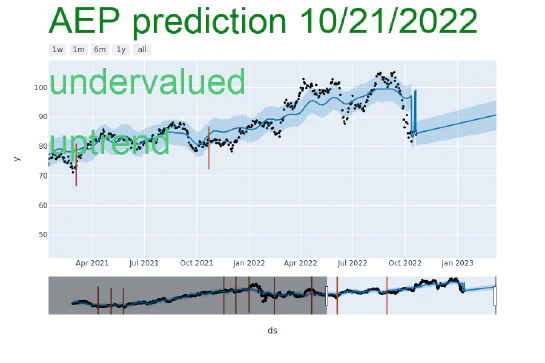 AEP prediction 10/21/2022
1w 1m 6m 1y all
undervalued
100
90
uptrend
80
y
70
60
50
Apr 2021 Jul 2021 Oct 2021 Jan 2022 Apr 2022 Jul 2022 Oct 2022 Jan 2023
ds